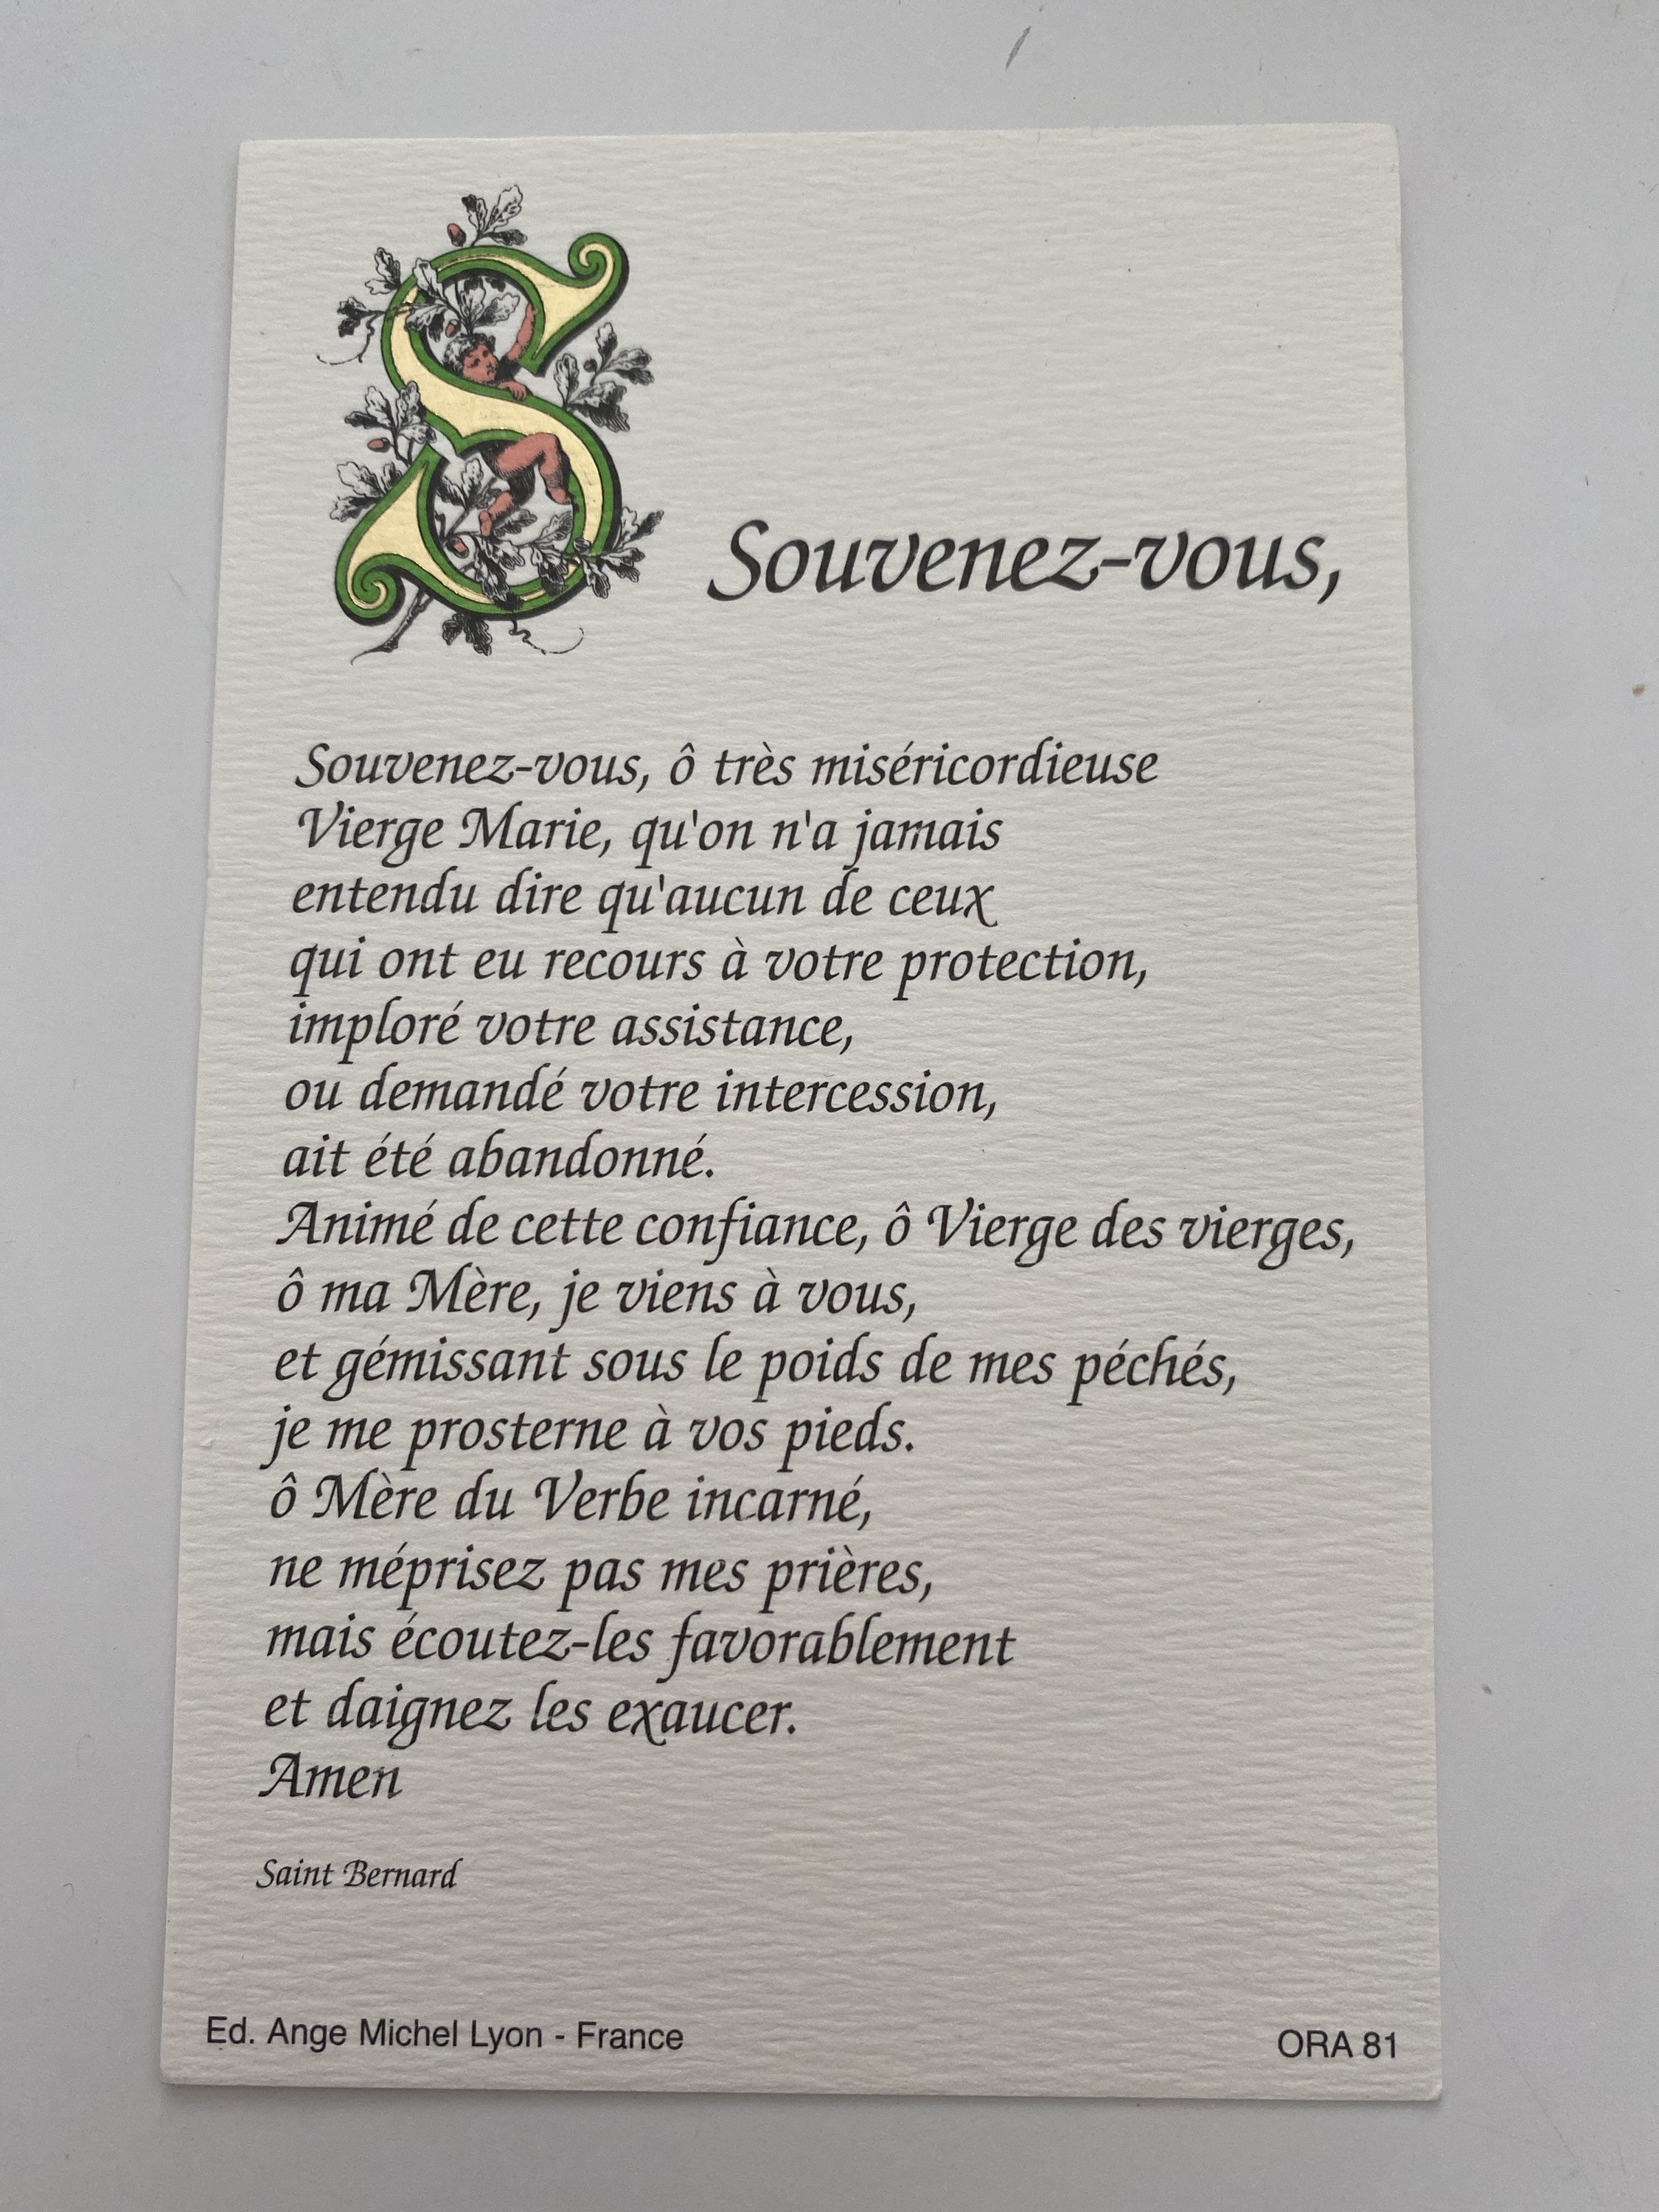 Souvenez-vous,
Souvenez-vous, ô très miséricordieuse
Vierge Marie, qu'on n'a jamais
entendu dire qu'aucun de ceux
qui ont eu recours à votre protection,
imploré votre assistance,
ou demandé votre intercession,
ait été abandonné.
Animé de cette confiance, ô Vierge des vierges,
ô ma Mère, je viens à vous,
et gémissant sous le poids de mes péchés,
je me prosterne à vos pieds.
ô Mère du Verbe incarné,
ne méprisez pas mes prières,
mais écoutez-les favorablement
et daignez les exaucer.
Amen
Saint Bernard
Ed. Ange Michel Lyon - France ORA 81